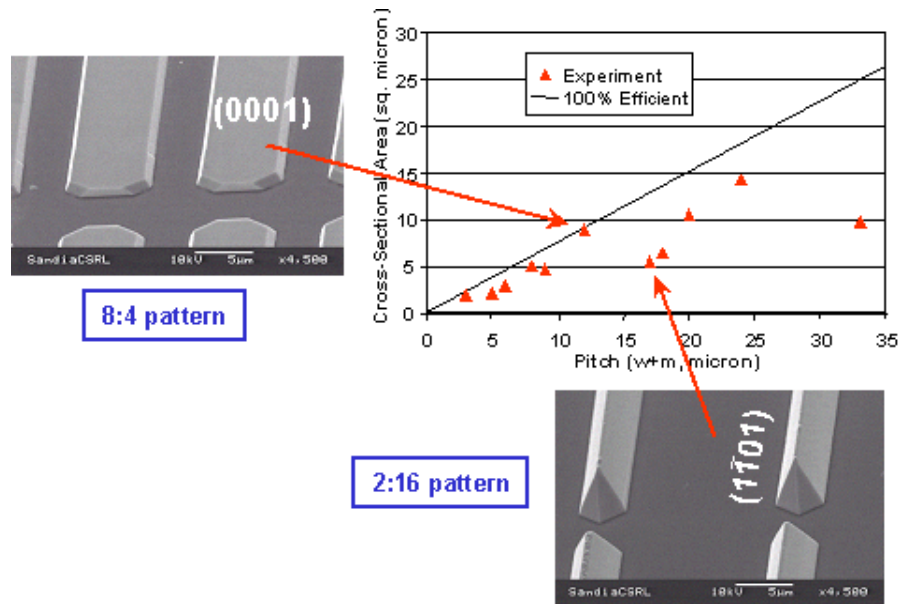 (0001)
SandiaCSRL 10kV 5µm x4,500
8:4 pattern
Cross-Sectional Area (sq. micron)
30
25
20
15
10
5
0
Experiment
100% Efficient
0 5 10 15 20 25 30 35
Pitch (w+m, micron)
2:16 pattern
(11̄01)
SandiaCSRL 10kV 5µm x4,500